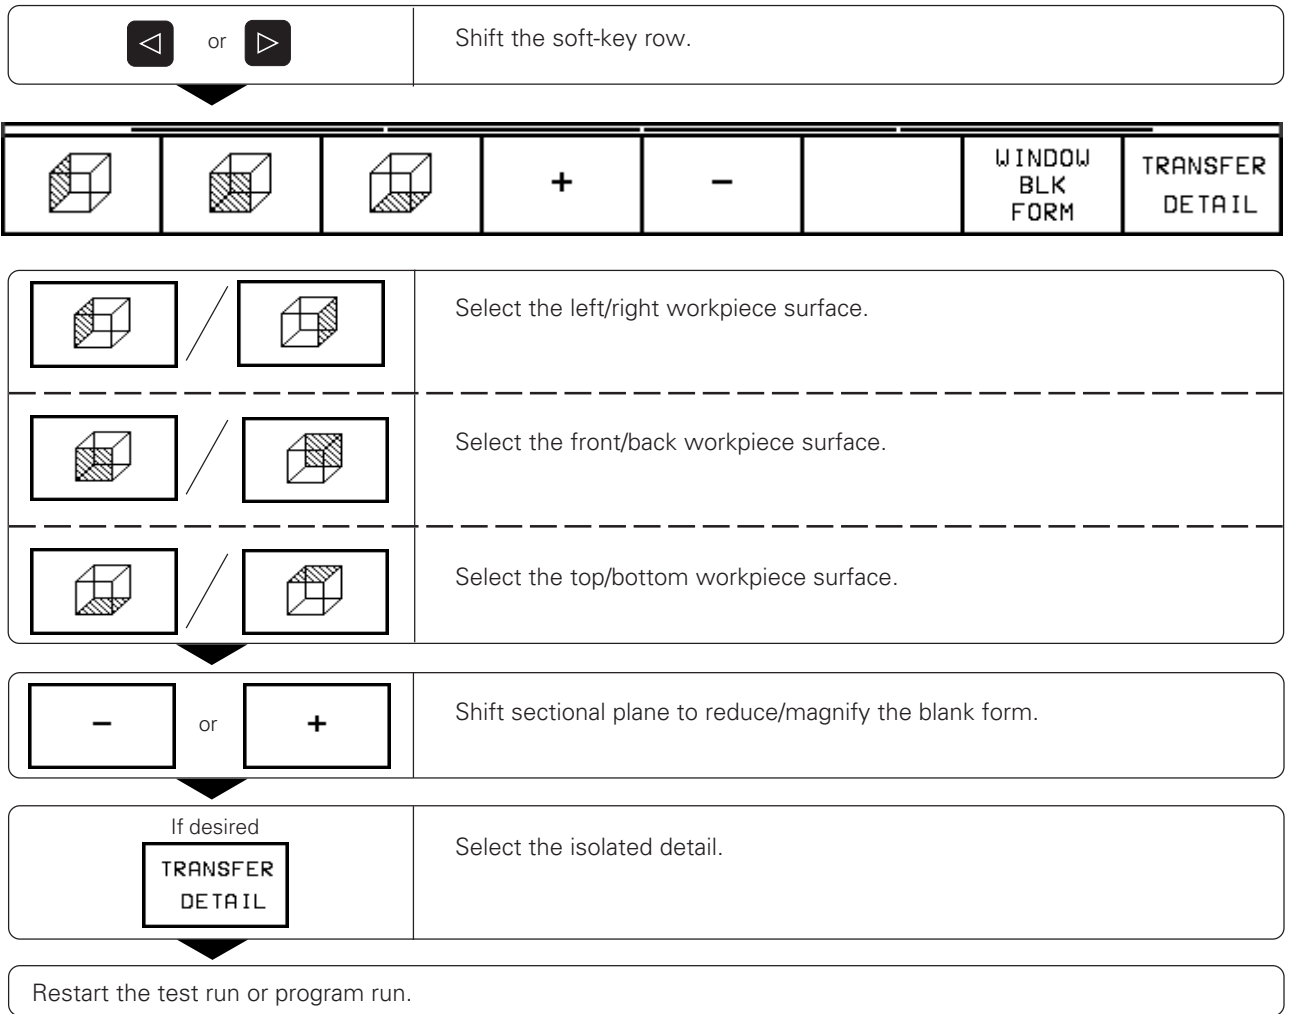 or
Shift the soft-key row.
+
–
WINDOW
BLK
FORM
TRANSFER
DETAIL
Select the left/right workpiece surface.
Select the front/back workpiece surface.
Select the top/bottom workpiece surface.
– or +
Shift sectional plane to reduce/magnify the blank form.
If desired
TRANSFER
DETAIL
Select the isolated detail.
Restart the test run or program run.